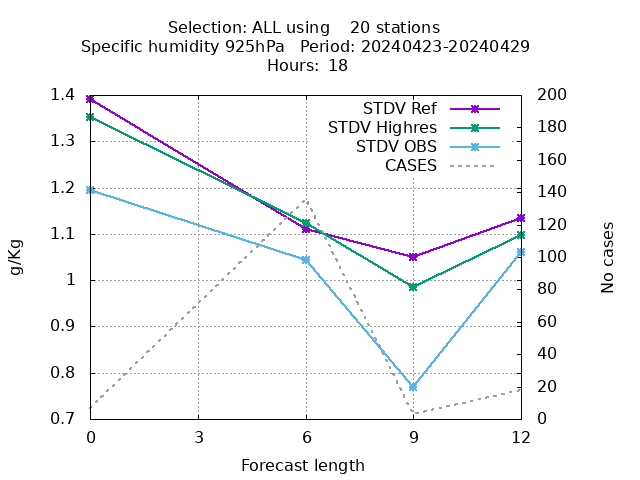 Selection: ALL using    20 stations
Specific humidity 925hPa   Period: 20240423-20240429
Hours: 18
STDV Ref
STDV Highres
STDV OBS
CASES
g/Kg
1.4
1.3
1.2
1.1
1
0.9
0.8
0.7
200
180
160
140
120
100
80
60
40
20
0
No cases
0 3 6 9 12
Forecast length